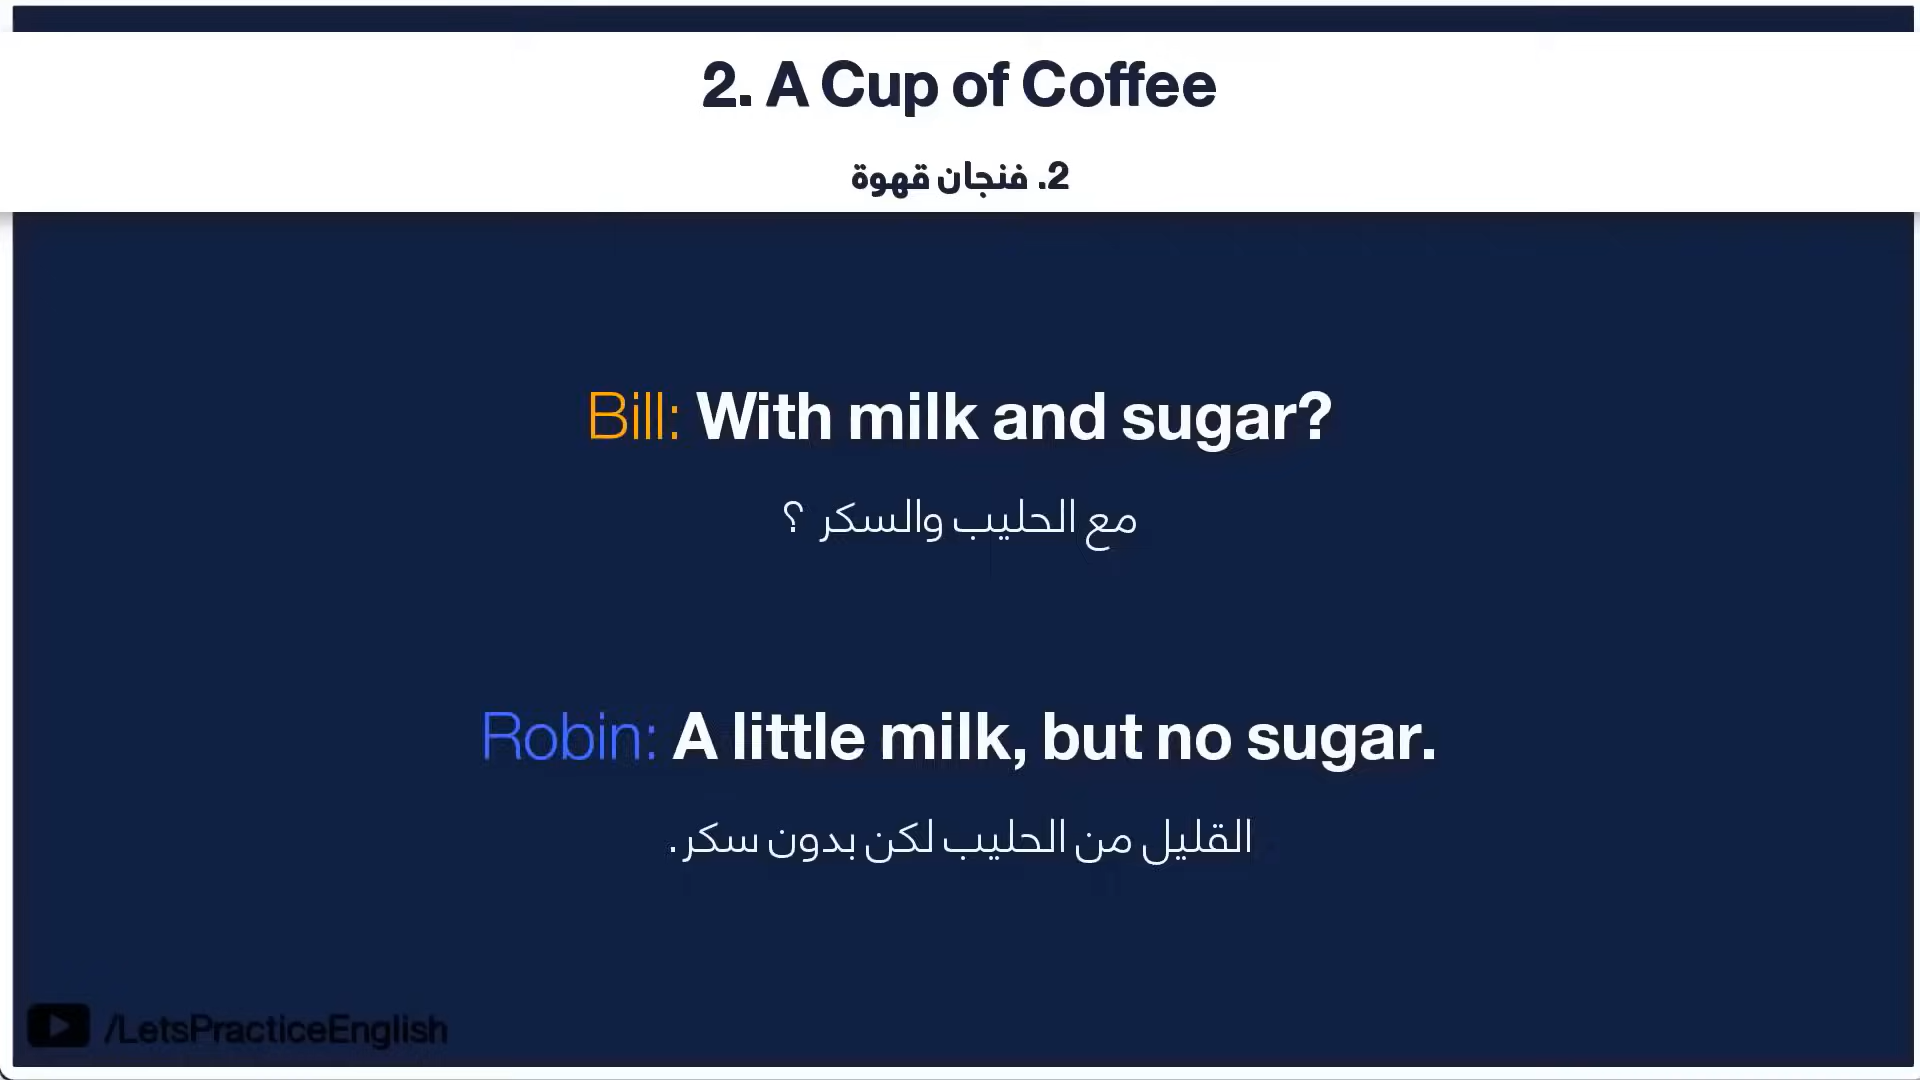 2. A Cup of Coffee
2. فنجان قهوة
Bill: With milk and sugar?
مع الحليب والسكر ؟
Robin: A little milk, but no sugar.
القليل من الحليب لكن بدون سكر.
/LetsPracticeEnglish